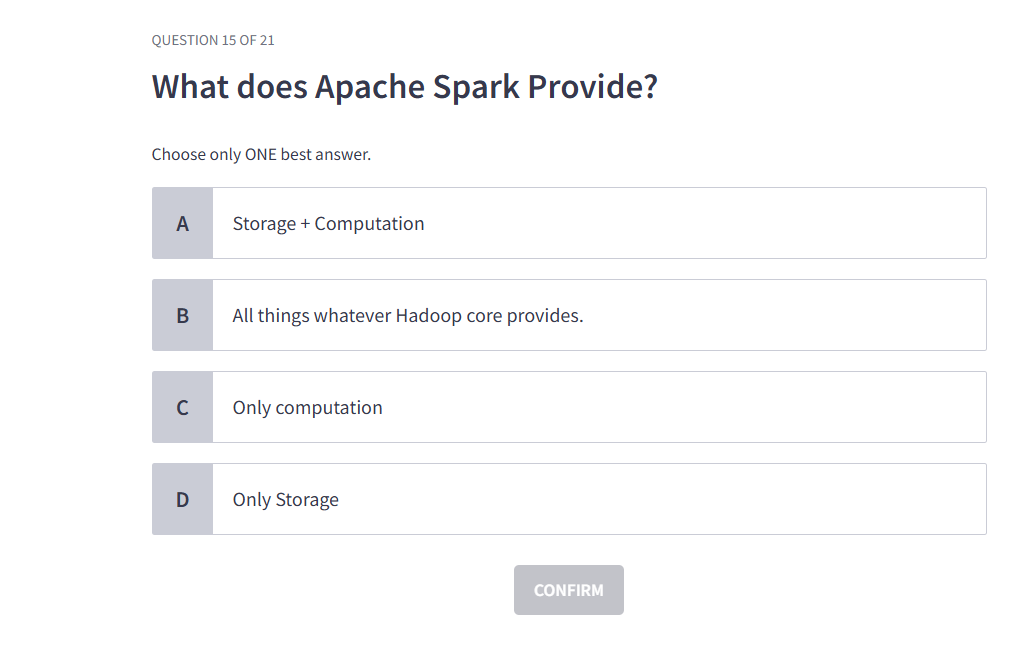 QUESTION 15 OF 21
What does Apache Spark Provide?
Choose only ONE best answer.
A Storage + Computation
B All things whatever Hadoop core provides.
C Only computation
D Only Storage
CONFIRM